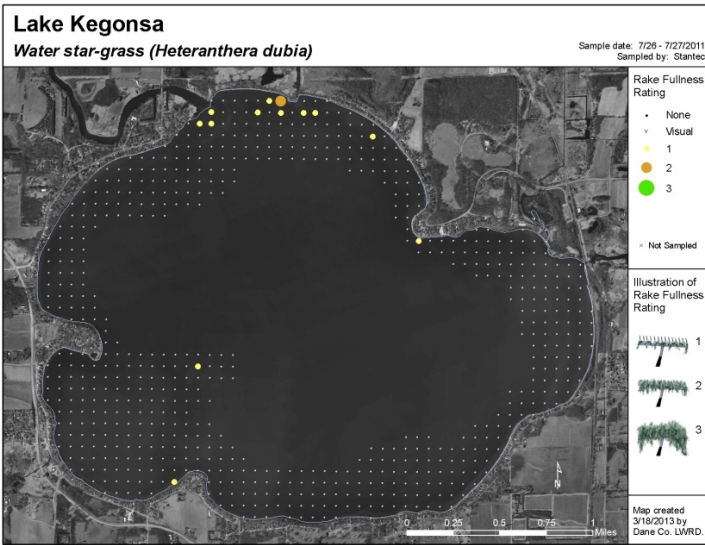 Lake Kegonsa
Water star-grass (Heteranthera dubia)
Sample date: 7/26 - 7/27/2011
Sampled by: Stantec
Rake Fullness
Rating
None
Visual
1
2
3
Not Sampled
Illustration of
Rake Fullness
Rating
1
2
3
N
0 0.25 0.5 0.75 1
Miles
Map created
3/18/2013 by
Dane Co. LWRD.